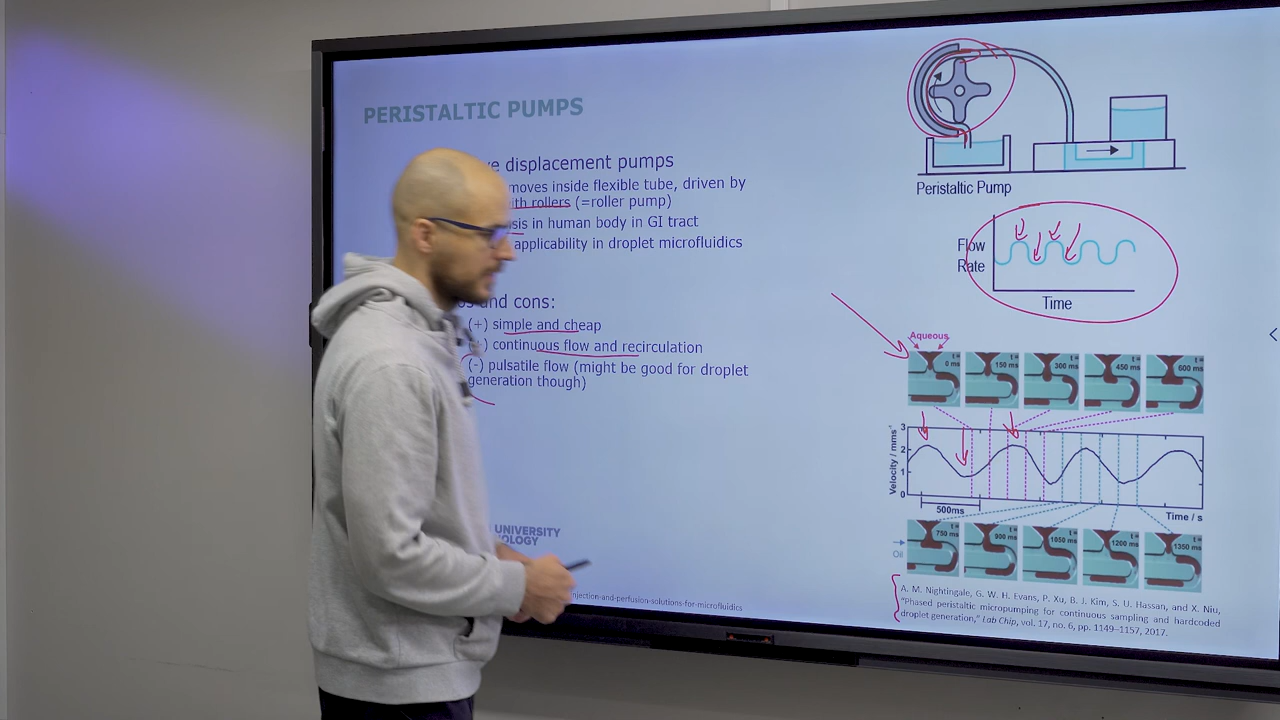 PERISTALTIC PUMPS
displacement pumps
moves inside flexible tube, driven by
rollers (=roller pump)
in human body in GI tract
applicability in droplet microfluidics
and cons:
(+) simple and cheap
continuous flow and recirculation
(-) pulsatile flow (might be good for droplet
generation though)
UNIVERSITY
Peristaltic Pump
Flow
Rate
Time
Aqueous
t = 0 ms
t = 150 ms
t = 300 ms
t = 450 ms
t = 600 ms
Velocity / mms⁻¹
3
2
1
0
500ms
Time / s
Oil
t = 750 ms
t = 900 ms
t = 1050 ms
t = 1200 ms
t = 1350 ms
A. M. Nightingale, G. W. H. Evans, P. Xu, B. J. Kim, S. U. Hassan, and X. Niu,
"Phased peristaltic micropumping for continuous sampling and hardcoded
droplet generation," Lab Chip, vol. 17, no. 6, pp. 1149–1157, 2017.
njection-and-perfusion-solutions-for-microfluidics